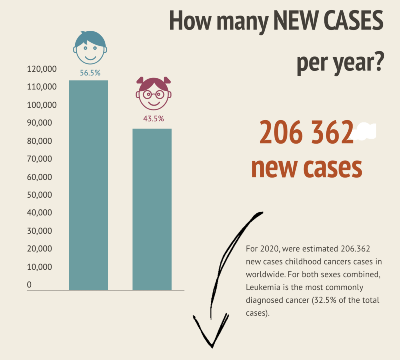 How many NEW CASES
per year?
56.5%
43.5%
120,000
110,000
100,000
90,000
80,000
70,000
60,000
50,000
40,000
30,000
20,000
10,000
0
206 362
new cases
For 2020, were estimated 206.362
new cases childhood cancers cases in
worldwide. For both sexes combined,
Leukemia is the most commonly
diagnosed cancer (32.5% of the total
cases).